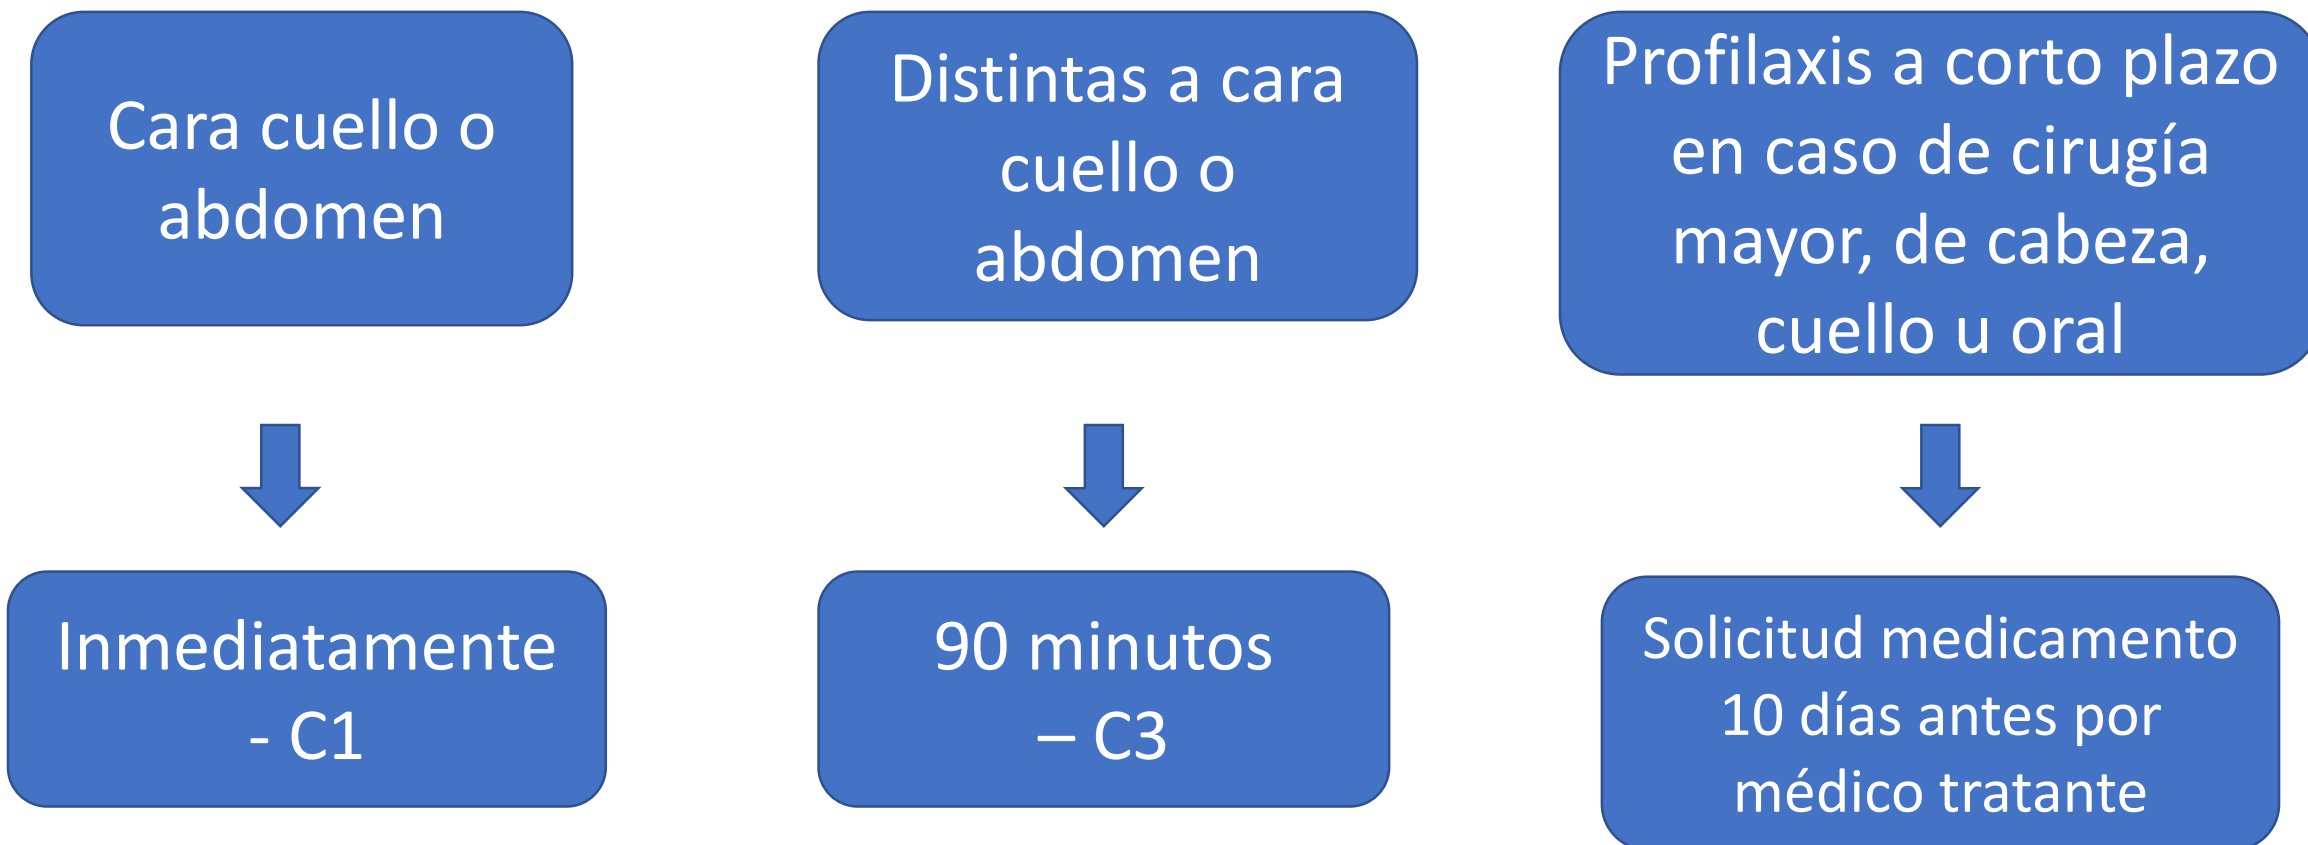 Cara cuello o
abdomen
Distintas a cara
cuello o
abdomen
Profilaxis a corto plazo
en caso de cirugía
mayor, de cabeza,
cuello u oral
Inmediatamente
- C1
90 minutos
– C3
Solicitud medicamento
10 días antes por
médico tratante